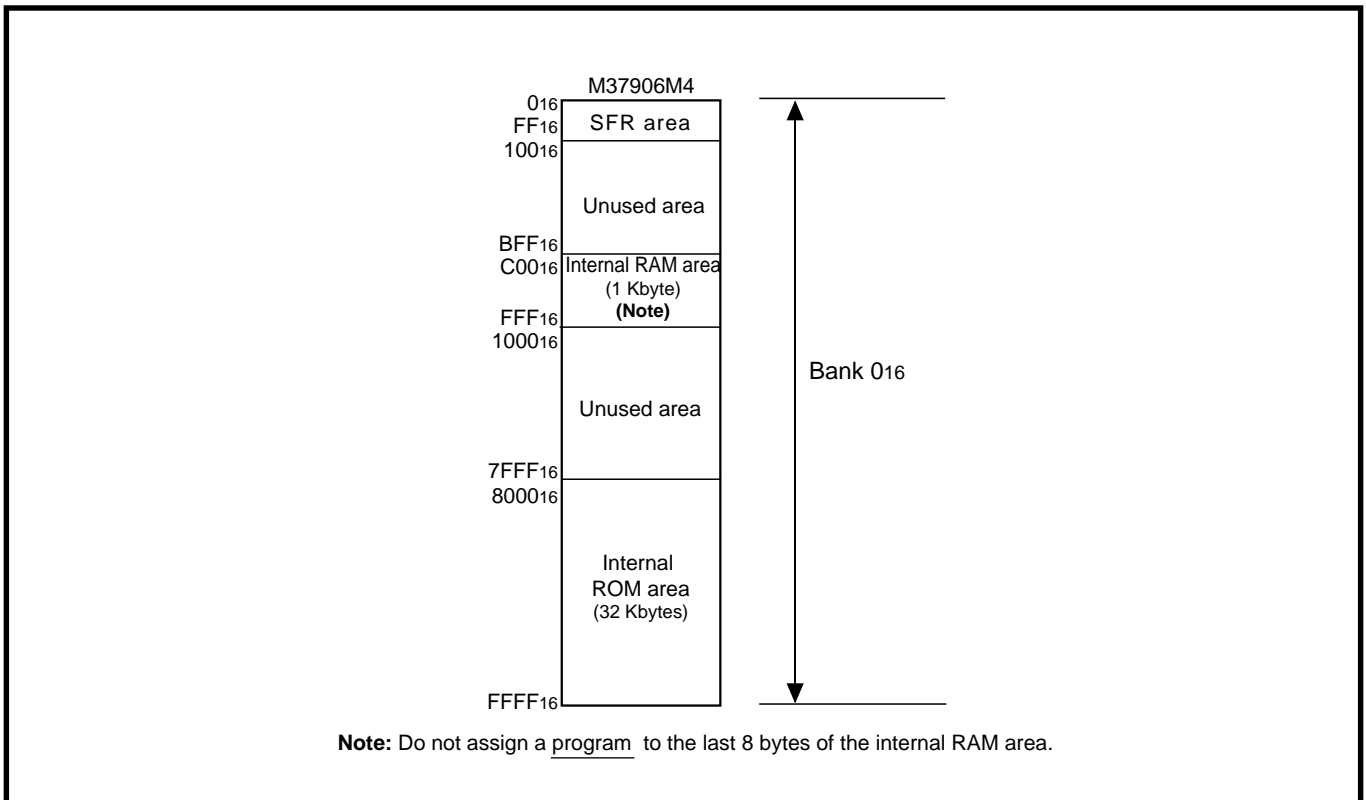 M37906M4
016
FF16
SFR area
10016
Unused area
BFF16
C0016
Internal RAM area
(1 Kbyte)
(Note)
FFF16
100016
Bank 016
Unused area
7FFF16
800016
Internal
ROM area
(32 Kbytes)
FFFF16
Note: Do not assign a program to the last 8 bytes of the internal RAM area.